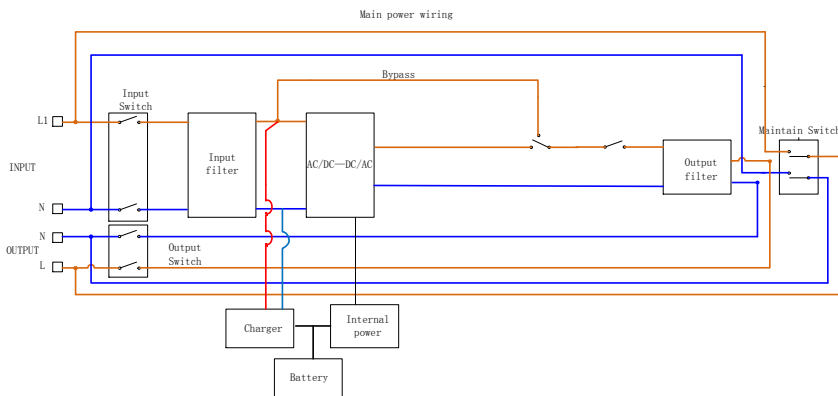 Main power wiring
Bypass
Input
Switch
L1
Maintain Switch
Input
filter
AC/DC—DC/AC
Output
filter
INPUT
N
N
OUTPUT
Output
Switch
L
Charger
Internal
power
Battery